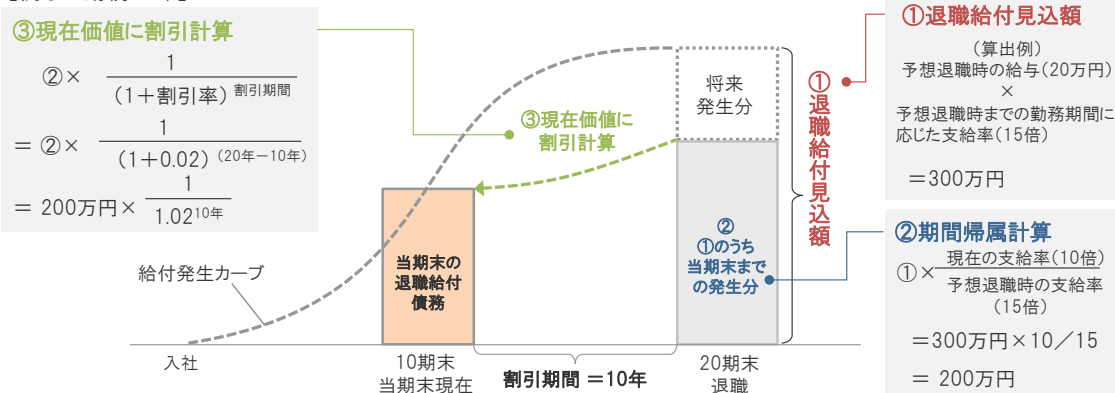 ③現在価値に割引計算
②× 1
(1+割引率) 割引期間
= ②× 1
(1+0.02) (20年-10年)
= 200万円× 1
1.02 10年
給付発生カーブ
入社
当期末の
退職給付
債務
10期末
当期末現在
③現在価値に
割引計算
割引期間 =10年
将来
発生分
②
①のうち
当期末まで
の発生分
20期末
退職
①退職給付見込額
①退職給付見込額
(算出例)
予想退職時の給与(20万円)
×
予想退職時までの勤務期間に
応じた支給率(15倍)
=300万円
②期間帰属計算
①× 現在の支給率(10倍)
予想退職時の支給率
(15倍)
=300万円×10/15
= 200万円